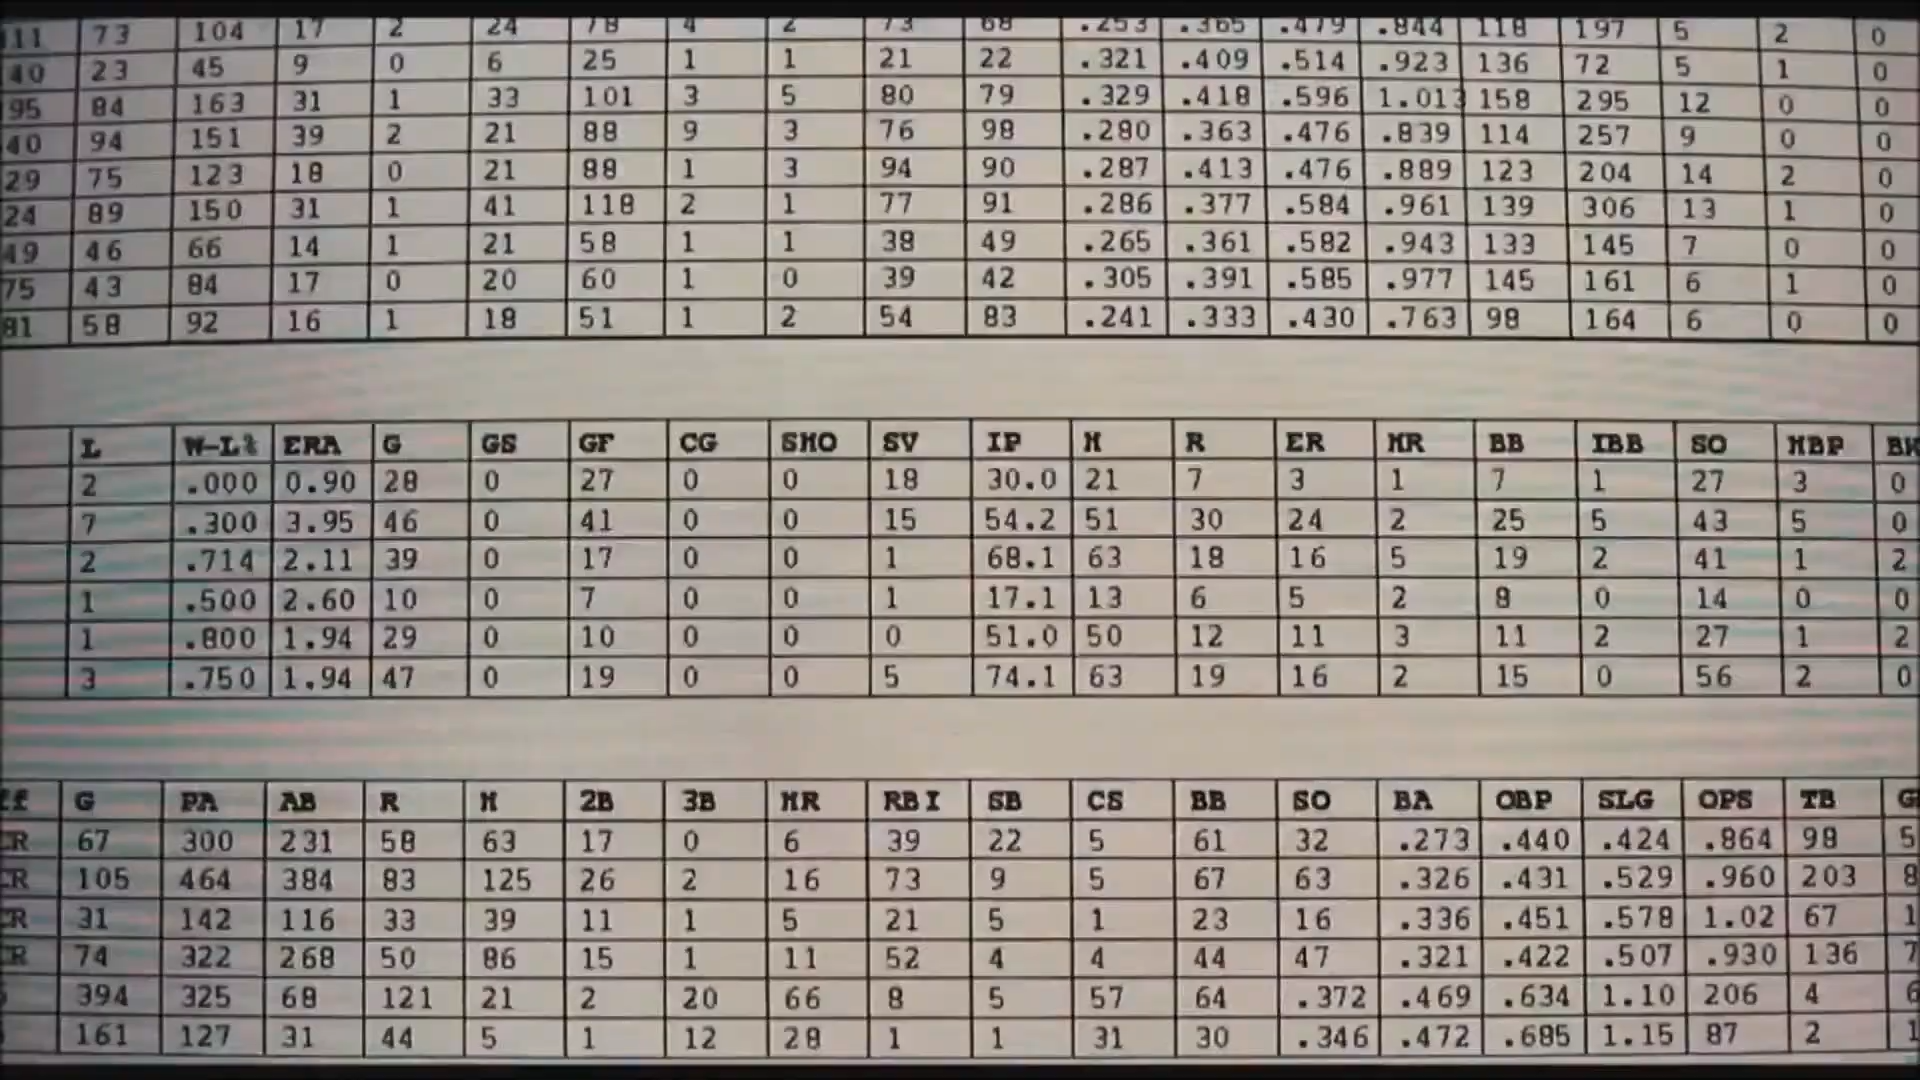 111 73 104 17 2 24 78 4 2 73 68 .253 .365 .479 .844 118 197 5 2 0
40 23 45 9 0 6 25 1 1 21 22 .321 .409 .514 .923 136 72 5 1 0
95 84 163 31 1 33 101 3 5 80 79 .329 .418 .596 1.013 158 295 12 0 0
40 94 151 39 2 21 88 9 3 76 98 .280 .363 .476 .839 114 257 9 0 0
29 75 123 18 0 21 88 1 3 94 90 .287 .413 .476 .889 123 204 14 2 0
24 89 150 31 1 41 118 2 1 77 91 .286 .377 .584 .961 139 306 13 1 0
49 46 66 14 1 21 58 1 1 38 49 .265 .361 .582 .943 133 145 7 0 0
75 43 84 17 0 20 60 1 0 39 42 .305 .391 .585 .977 145 161 6 1 0
81 58 92 16 1 18 51 1 2 54 83 .241 .333 .430 .763 98 164 6 0 0
L W-L% ERA G GS GF CG SHO SV IP H R ER HR BB IBB SO HBP BK
2 .000 0.90 28 0 27 0 0 18 30.0 21 7 3 1 7 1 27 3 0
7 .300 3.95 46 0 41 0 0 15 54.2 51 30 24 2 25 5 43 5 0
2 .714 2.11 39 0 17 0 0 1 68.1 63 18 16 5 19 2 41 1 2
1 .500 2.60 10 0 7 0 0 1 17.1 13 6 5 2 8 0 14 0 0
1 .800 1.94 29 0 10 0 0 0 51.0 50 12 11 3 11 2 27 1 2
3 .750 1.94 47 0 19 0 0 5 74.1 63 19 16 2 15 0 56 2 0
ff G PA AB R H 2B 3B HR RBI SB CS BB SO BA OBP SLG OPS TB G
CR 67 300 231 58 63 17 0 6 39 22 5 61 32 .273 .440 .424 .864 98 5
CR 105 464 384 83 125 26 2 16 73 9 5 67 63 .326 .431 .529 .960 203 8
CR 31 142 116 33 39 11 1 5 21 5 1 23 16 .336 .451 .578 1.02 67 1
CR 74 322 268 50 86 15 1 11 52 4 4 44 47 .321 .422 .507 .930 136 7
394 325 68 121 21 2 20 66 8 5 57 64 .372 .469 .634 1.10 206 4 6
161 127 31 44 5 1 12 28 1 1 31 30 .346 .472 .685 1.15 87 2 1